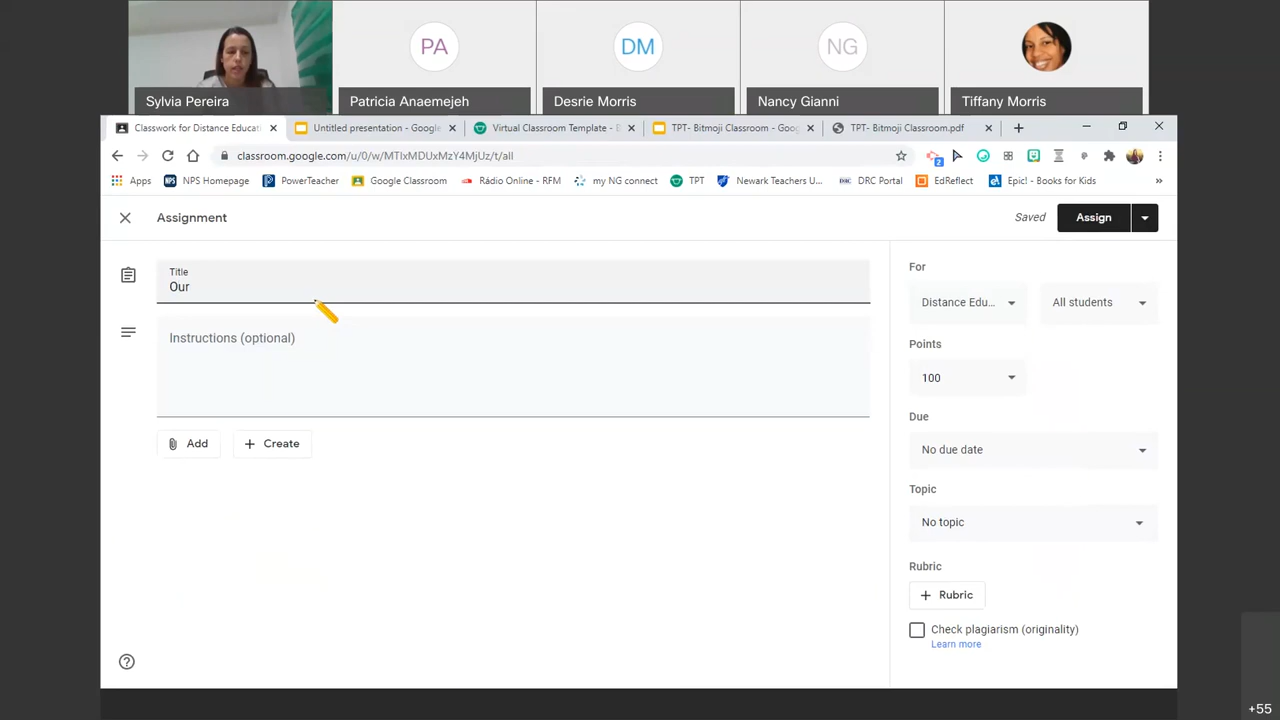 PA
DM
NG
Sylvia Pereira
Patricia Anaemejeh
Desrie Morris
Nancy Gianni
Tiffany Morris
Classwork for Distance Educati
Untitled presentation - Google
Virtual Classroom Template - B
TPT- Bitmoji Classroom - Goog
TPT- Bitmoji Classroom.pdf
classroom.google.com/u/0/w/MTIxMDUxMzY4MjUz/t/all
2
Apps
NPS Homepage
PowerTeacher
Google Classroom
Rádio Online - RFM
my NG connect
TPT
Newark Teachers U...
DRC Portal
EdReflect
Epic! - Books for Kids
»
Assignment
Saved
Assign
Title
Our
Instructions (optional)
Add
Create
For
Distance Edu...
All students
Points
100
Due
No due date
Topic
No topic
Rubric
Rubric
Check plagiarism (originality)
Learn more
+55